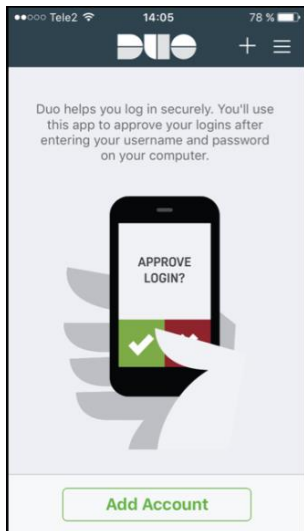 Tele2 14:05 78 %
DUO
Duo helps you log in securely. You'll use
this app to approve your logins after
entering your username and password
on your computer.
APPROVE
LOGIN?
Add Account